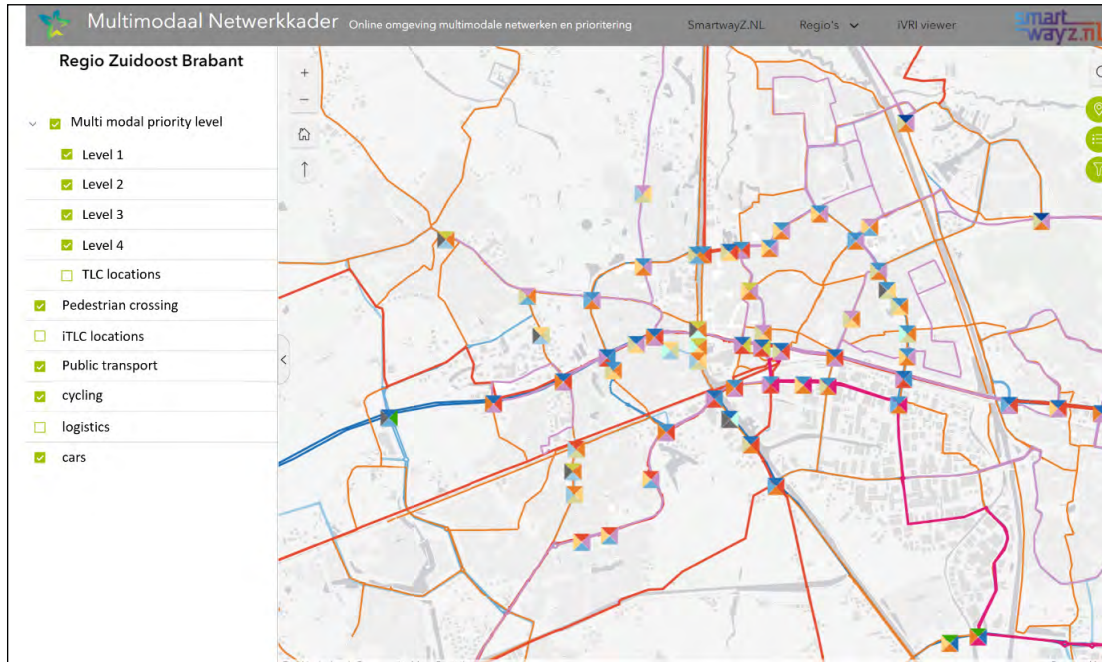 Multimodaal Netwerkkader Online omgeving multimodale netwerken en prioritering SmartwayZ.NL Regio's iVRI viewer smart wayz.nl
Regio Zuidoost Brabant
Multi modal priority level
Level 1
Level 2
Level 3
Level 4
TLC locations
Pedestrian crossing
iTLC locations
Public transport
cycling
logistics
cars